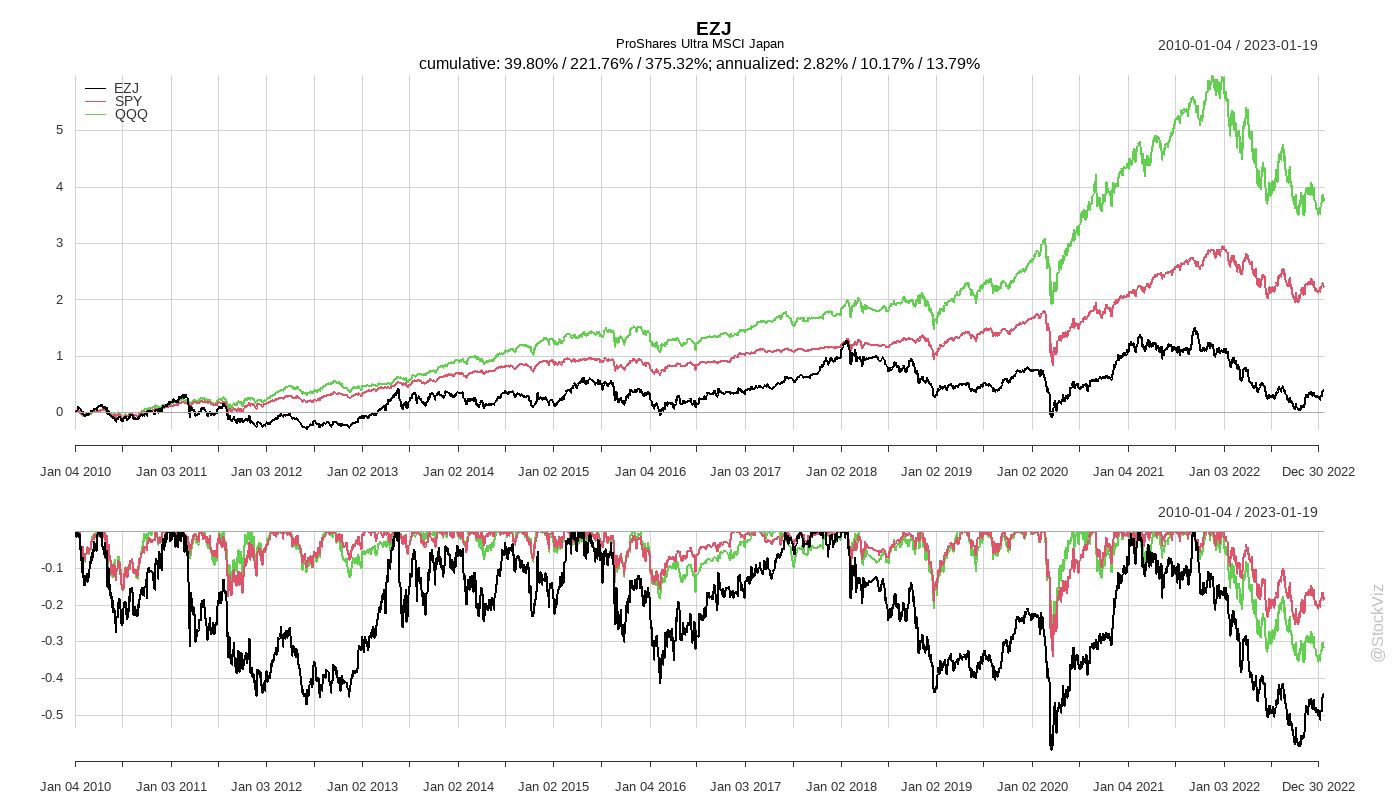 EZJ
ProShares Ultra MSCI Japan
2010-01-04 / 2023-01-19
cumulative: 39.80% / 221.76% / 375.32%; annualized: 2.82% / 10.17% / 13.79%
EZJ
SPY
QQQ
5
4
3
2
1
0
Jan 04 2010 Jan 03 2011 Jan 03 2012 Jan 02 2013 Jan 02 2014 Jan 02 2015 Jan 04 2016 Jan 03 2017 Jan 02 2018 Jan 02 2019 Jan 02 2020 Jan 04 2021 Jan 03 2022 Dec 30 2022
2010-01-04 / 2023-01-19
-0.1
-0.2
-0.3
-0.4
-0.5
Jan 04 2010 Jan 03 2011 Jan 03 2012 Jan 02 2013 Jan 02 2014 Jan 02 2015 Jan 04 2016 Jan 03 2017 Jan 02 2018 Jan 02 2019 Jan 02 2020 Jan 04 2021 Jan 03 2022 Dec 30 2022
@StockViz